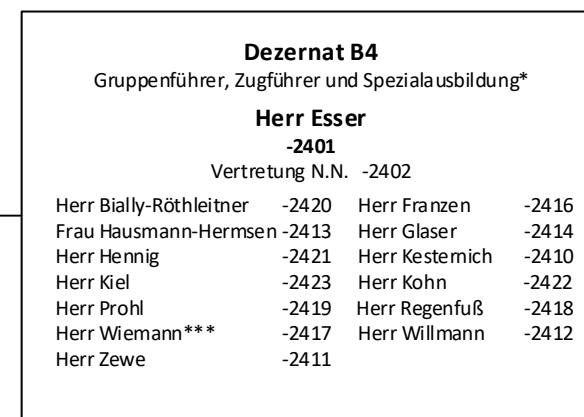 Dezernat B4
Gruppenführer, Zugführer und Spezialausbildung*
Herr Esser
-2401
Vertretung N.N. -2402
Herr Bially-Röthleitner -2420 Herr Franzen -2416
Frau Hausmann-Hermsen -2413 Herr Glaser -2414
Herr Hennig -2421 Herr Kesternich -2410
Herr Kiel -2423 Herr Kohn -2422
Herr Prohl -2419 Herr Regenfuß -2418
Herr Wiemann*** -2417 Herr Willmann -2412
Herr Zewe -2411